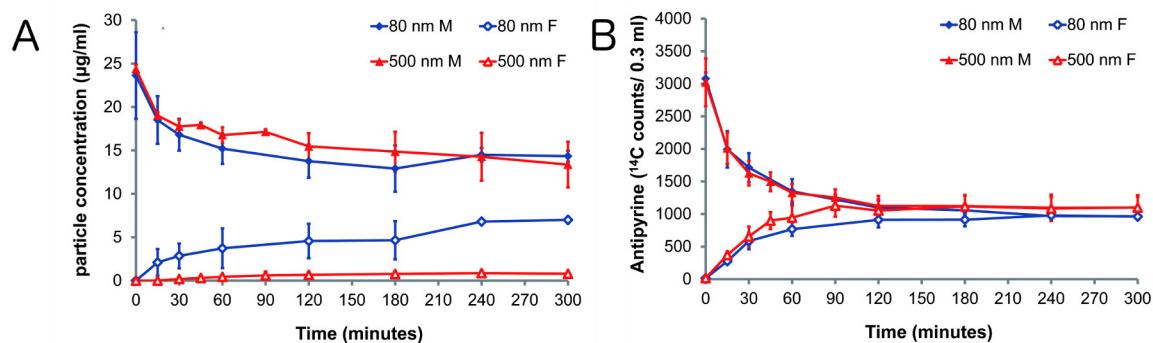 A
80 nm M
80 nm F
500 nm M
500 nm F
particle concentration (µg/ml)
30
25
20
15
10
5
0
0 30 60 90 120 150 180 210 240 270 300
Time (minutes)
B
80 nm M
80 nm F
500 nm M
500 nm F
Antipyrine (¹⁴C counts/ 0.3 ml)
4000
3500
3000
2500
2000
1500
1000
500
0
0 30 60 90 120 150 180 210 240 270 300
Time (minutes)